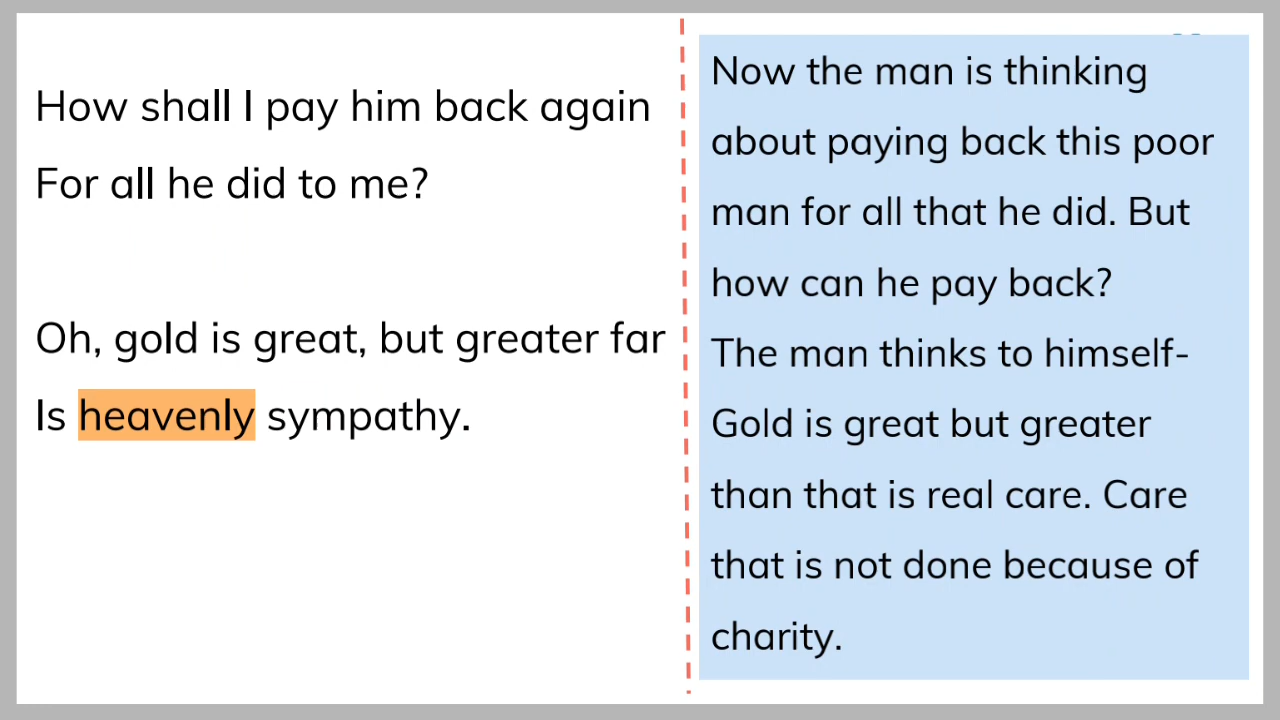 How shall I pay him back again
For all he did to me?
Oh, gold is great, but greater far
Is heavenly sympathy.
Now the man is thinking
about paying back this poor
man for all that he did. But
how can he pay back?
The man thinks to himself-
Gold is great but greater
than that is real care. Care
that is not done because of
charity.